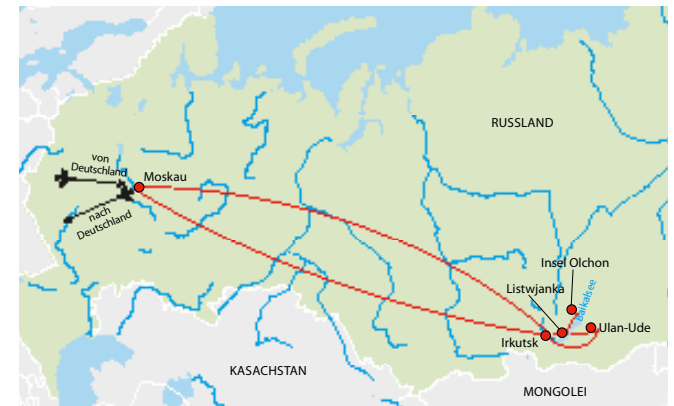 RUSSLAND
von
Deutschland
Moskau
nach
Deutschland
Insel Olchon
Listwjanka
Baikalsee
Ulan-Ude
Irkutsk
KASACHSTAN
MONGOLEI